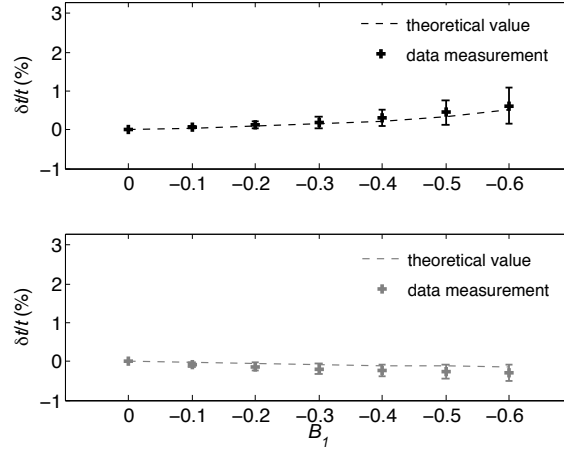 3
2
1
0
−1
δt/t (%)
theoretical value
data measurement
0 −0.1 −0.2 −0.3 −0.4 −0.5 −0.6
3
2
1
0
−1
δt/t (%)
theoretical value
data measurement
0 −0.1 −0.2 −0.3 −0.4 −0.5 −0.6
B1